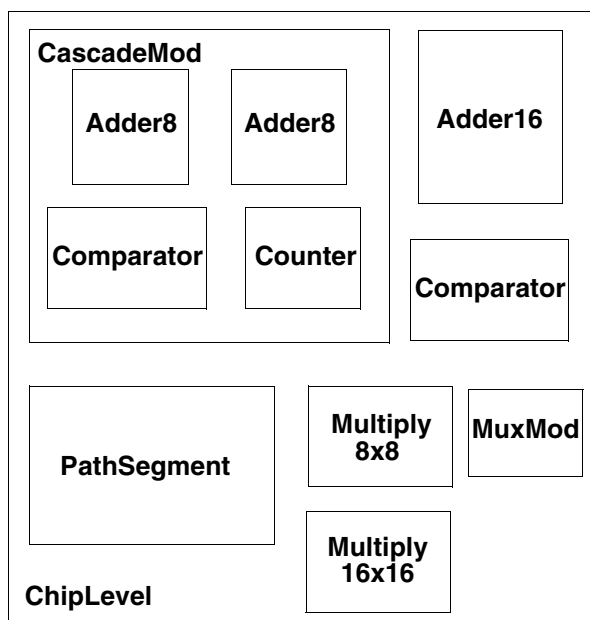 CascadeMod
Adder8
Adder8
Adder16
Comparator
Counter
Comparator
PathSegment
Multiply
8x8
MuxMod
Multiply
16x16
ChipLevel